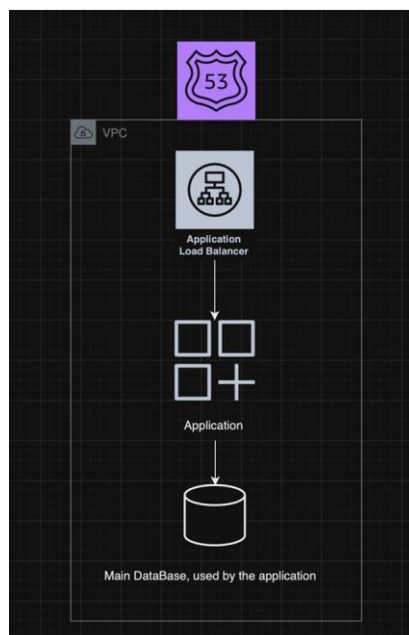 53
VPC
Application
Load Balancer
Application
Main DataBase, used by the application